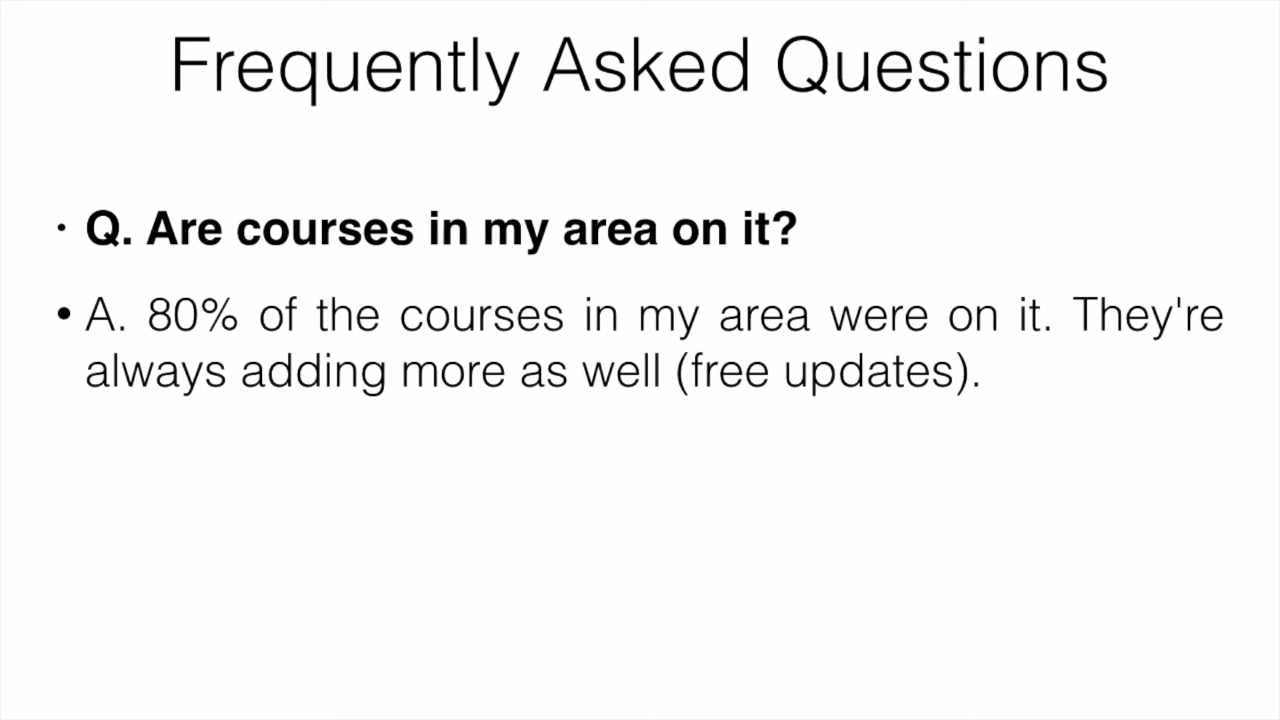 Frequently Asked Questions
· Q. Are courses in my area on it?
• A. 80% of the courses in my area were on it. They're
always adding more as well (free updates).